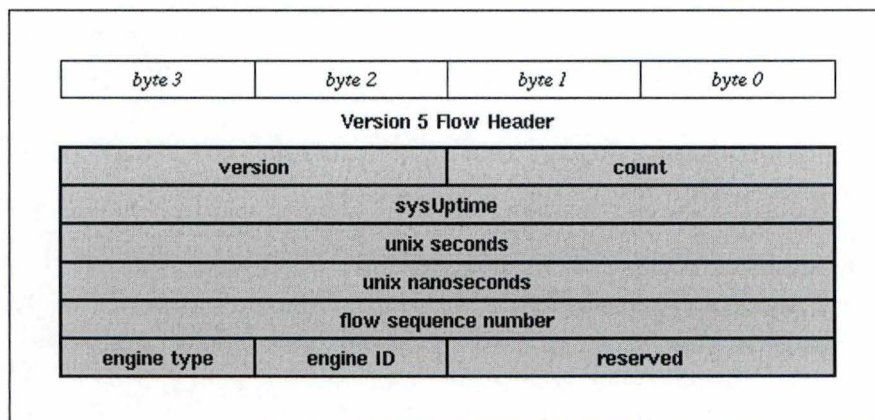 byte 3 byte 2 byte 1 byte 0
Version 5 Flow Header
version count
sysUptime
unix seconds
unix nanoseconds
flow sequence number
engine type engine ID reserved